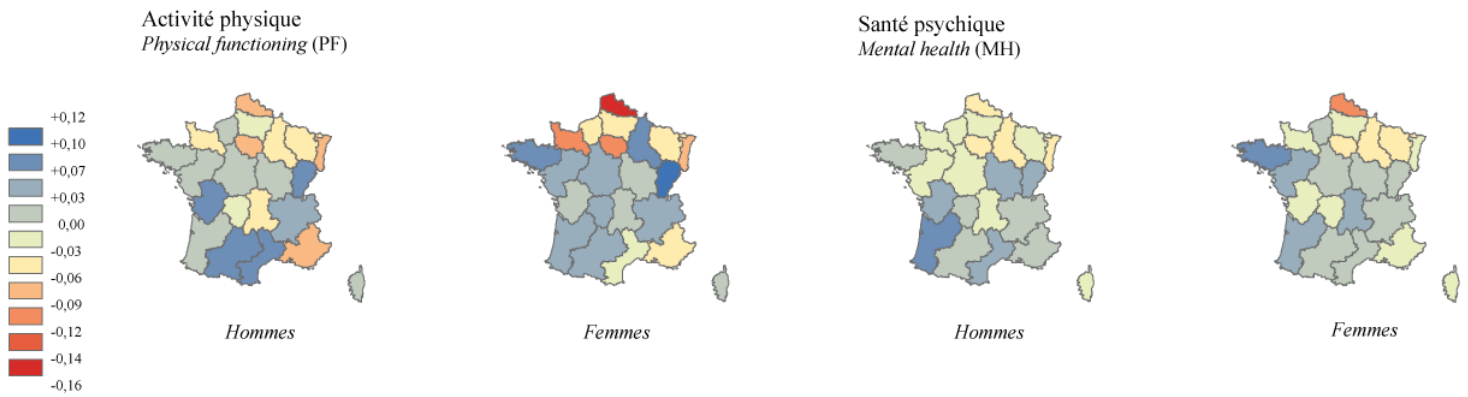 Activité physique
Physical functioning (PF)
Santé psychique
Mental health (MH)
+0,12
+0,10
+0,07
+0,03
0,00
-0,03
-0,06
-0,09
-0,12
-0,14
-0,16
Hommes
Femmes
Hommes
Femmes